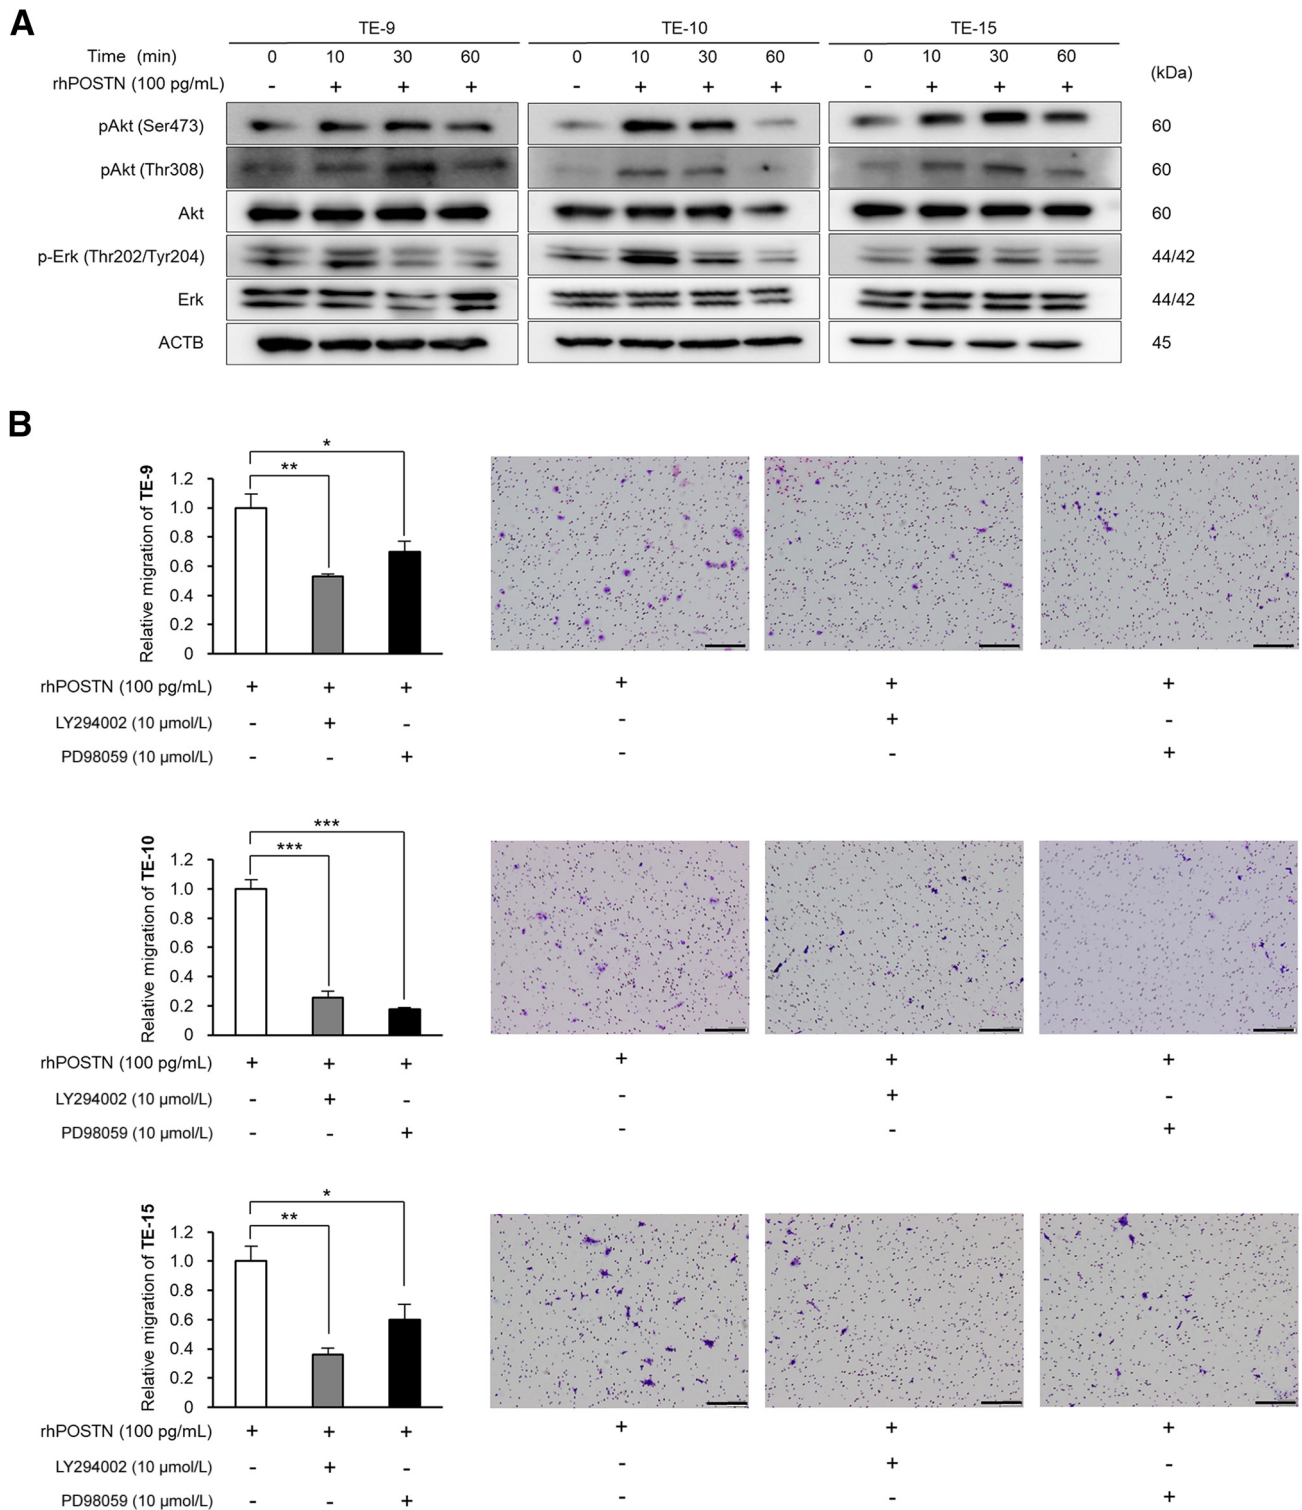 A
TE-9 TE-10 TE-15
Time (min) 0 10 30 60 0 10 30 60 0 10 30 60
rhPOSTN (100 pg/mL) - + + + - + + + - + + + (kDa)
pAkt (Ser473) 60
pAkt (Thr308) 60
Akt 60
p-Erk (Thr202/Tyr204) 44/42
Erk 44/42
ACTB 45
B
Relative migration of TE-9
* 
**
1.2
1.0
0.8
0.6
0.4
0.2
0
rhPOSTN (100 pg/mL) + + + + + +
LY294002 (10 µmol/L) - + - - + -
PD98059 (10 µmol/L) - - + - - +
Relative migration of TE-10
***
***
1.2
1.0
0.8
0.6
0.4
0.2
0
rhPOSTN (100 pg/mL) + + + + + +
LY294002 (10 µmol/L) - + - - + -
PD98059 (10 µmol/L) - - + - - +
Relative migration of TE-15
*
**
1.2
1.0
0.8
0.6
0.4
0.2
0
rhPOSTN (100 pg/mL) + + + + + +
LY294002 (10 µmol/L) - + - - + -
PD98059 (10 µmol/L) - - + - - +